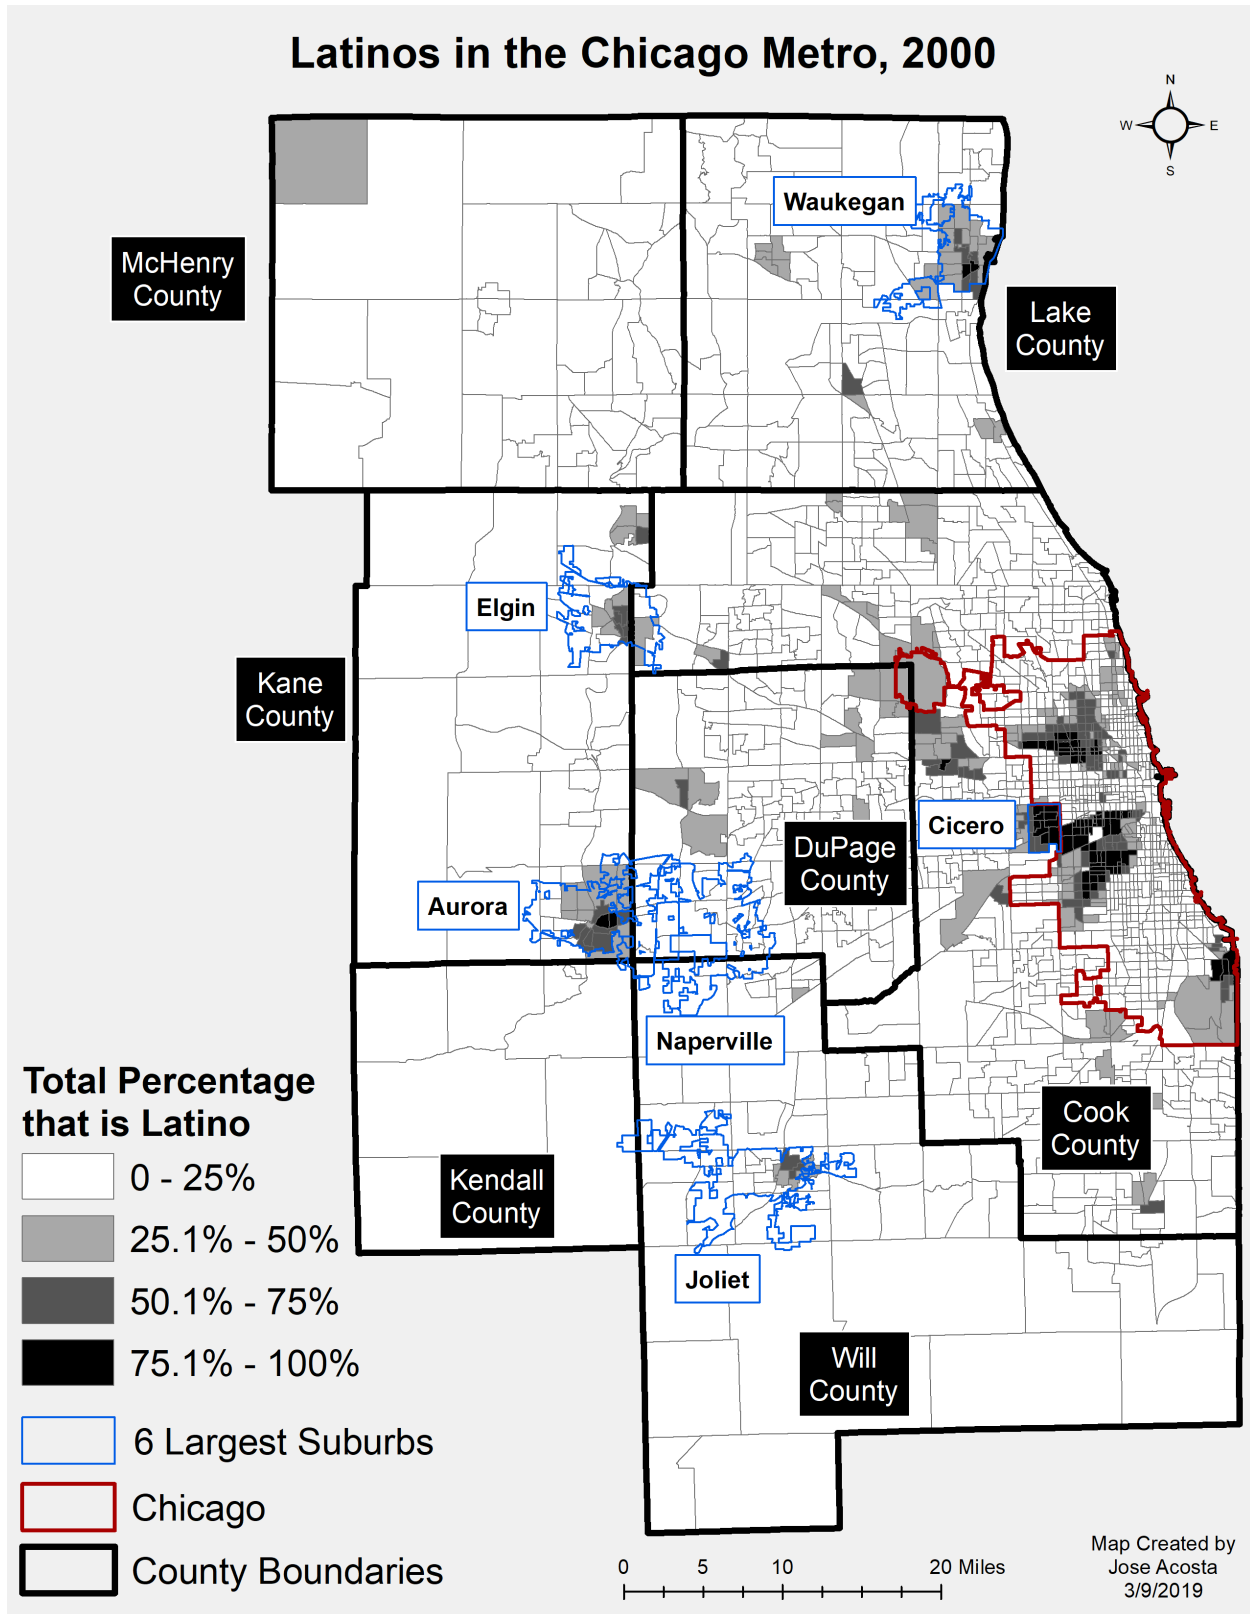 Latinos in the Chicago Metro, 2000
N
W E
S
Waukegan
McHenry
County
Lake
County
Elgin
Kane
County
Cicero
DuPage
County
Aurora
Naperville
Total Percentage
that is Latino
0 - 25%
25.1% - 50%
50.1% - 75%
75.1% - 100%
6 Largest Suburbs
Chicago
County Boundaries
Cook
County
Kendall
County
Joliet
Will
County
0 5 10 20 Miles
Map Created by
Jose Acosta
3/9/2019